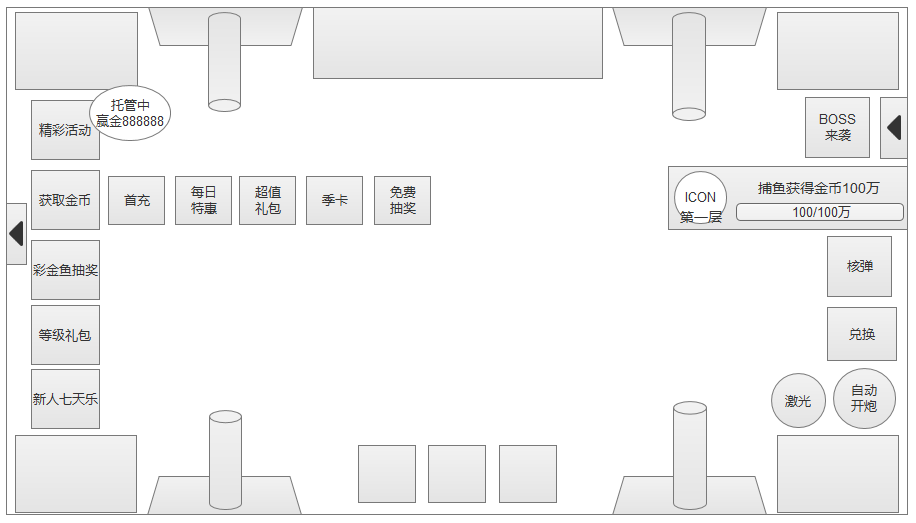 托管中
赢金888888
精彩活动
BOSS
来袭
获取金币
首充
每日
特惠
超值
礼包
季卡
免费
抽奖
ICON
第一层
捕鱼获得金币100万
100/100万
彩金鱼抽奖
核弹
等级礼包
兑换
新人七天乐
激光
自动
开炮